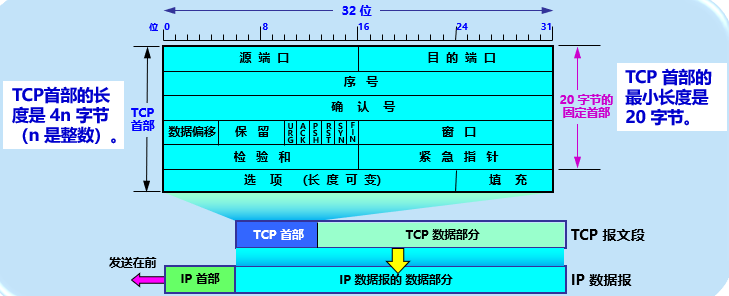 32 位
位 0 8 16 24 31
源 端 口 目 的 端 口
序 号
确 认 号
数据偏移 保 留 URG ACK PSH RST SYN FIN 窗 口
检 验 和 紧 急 指 针
选 项 (长 度 可 变) 填 充
TCP首部的长
度是 4n 字节
（n 是整数）。
TCP
首部
20 字节的
固定首部
TCP 首部的
最小长度是
20 字节。
TCP 首部 TCP 数据部分 TCP 报文段
发送在前
IP 首部 IP 数据报的 数据部分 IP 数据报